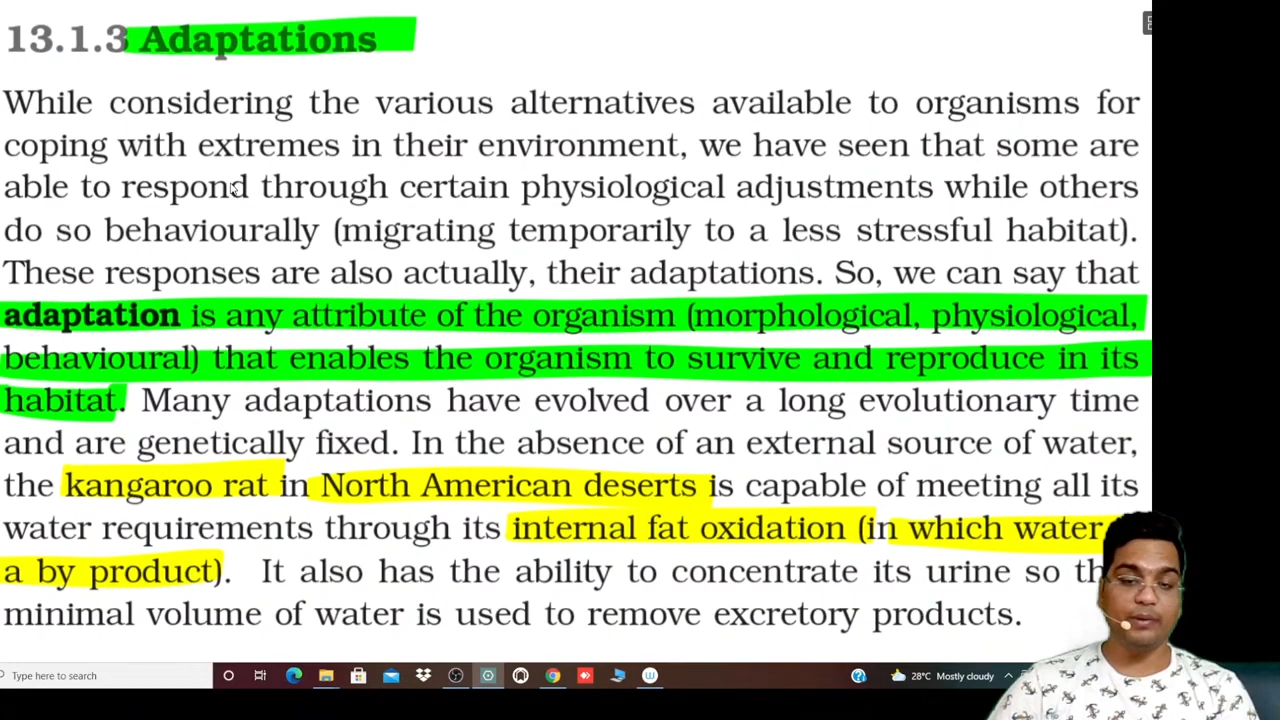 13.1.3 Adaptations
While considering the various alternatives available to organisms for
coping with extremes in their environment, we have seen that some are
able to respond through certain physiological adjustments while others
do so behaviourally (migrating temporarily to a less stressful habitat).
These responses are also actually, their adaptations. So, we can say that
adaptation is any attribute of the organism (morphological, physiological,
behavioural) that enables the organism to survive and reproduce in its
habitat. Many adaptations have evolved over a long evolutionary time
and are genetically fixed. In the absence of an external source of water,
the kangaroo rat in North American deserts is capable of meeting all its
water requirements through its internal fat oxidation (in which water
a by product). It also has the ability to concentrate its urine so
minimal volume of water is used to remove excretory products.
Type here to search
28°C Mostly cloudy